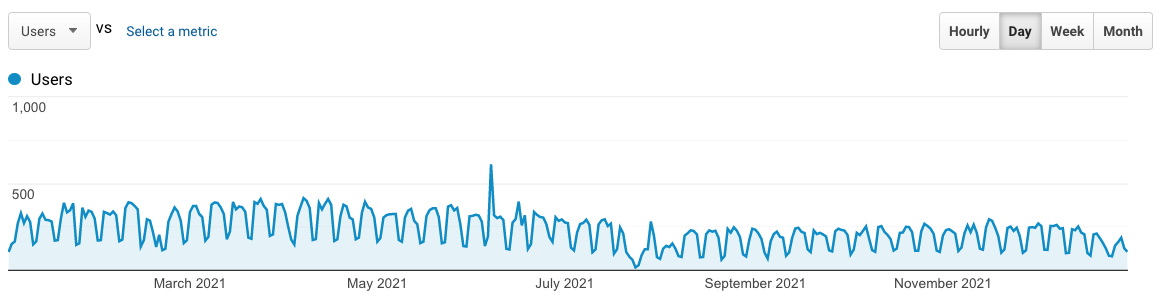 Users vs Select a metric Hourly Day Week Month
Users
1,000
500
March 2021 May 2021 July 2021 September 2021 November 2021